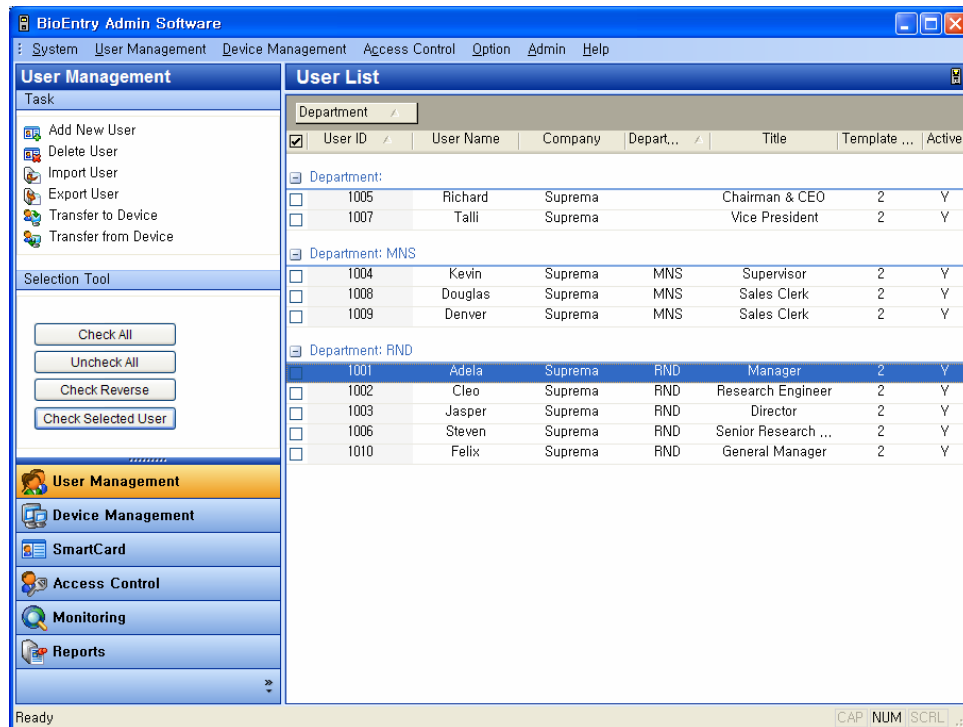 BioEntry Admin Software
System User Management Device Management Access Control Option Admin Help
User Management
Task
Add New User
Delete User
Import User
Export User
Transfer to Device
Transfer from Device
Selection Tool
Check All
Uncheck All
Check Reverse
Check Selected User
User Management
Device Management
SmartCard
Access Control
Monitoring
Reports
User List
Department
User ID User Name Company Depart,,, Title Template ,,, Active
Department:
1005 Richard Suprema Chairman & CEO 2 Y
1007 Talli Suprema Vice President 2 Y
Department: MNS
1004 Kevin Suprema MNS Supervisor 2 Y
1008 Douglas Suprema MNS Sales Clerk 2 Y
1009 Denver Suprema MNS Sales Clerk 2 Y
Department: RND
1001 Adela Suprema RND Manager 2 Y
1002 Cleo Suprema RND Research Engineer 2 Y
1003 Jasper Suprema RND Director 2 Y
1006 Steven Suprema RND Senior Research ,,, 2 Y
1010 Felix Suprema RND General Manager 2 Y
Ready CAP NUM SCRL